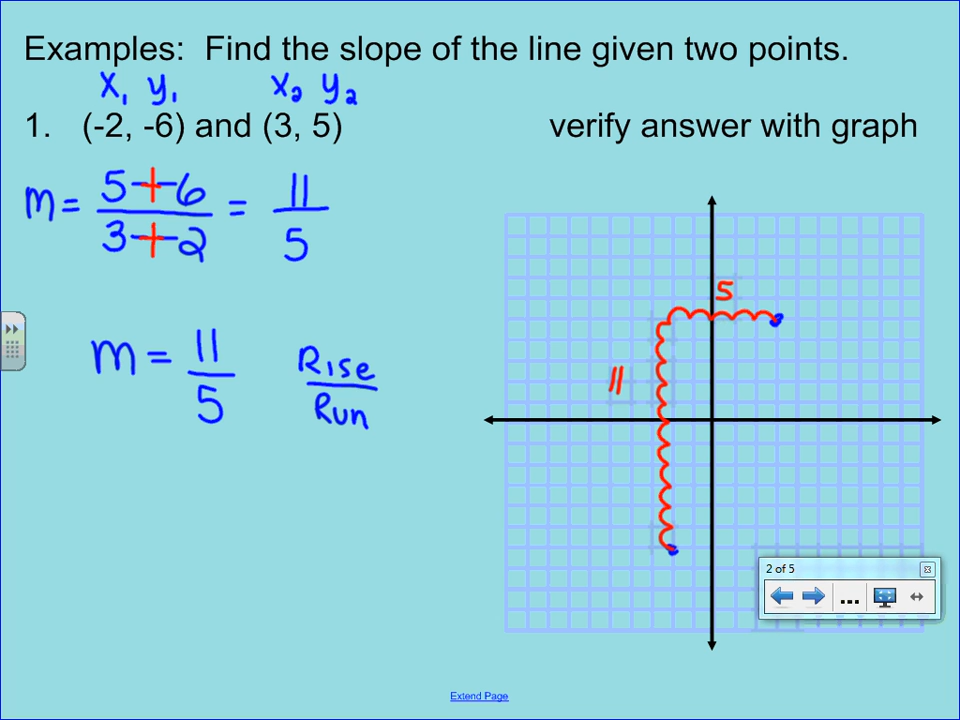 Examples: Find the slope of the line given two points.
x₁ y₁ x₂ y₂
1. (-2, -6) and (3, 5) verify answer with graph
m = 5-+-6 / 3-+-2 = 11/5
5
11
m = 11/5 Rise/Run
2 of 5
...
Extend Page